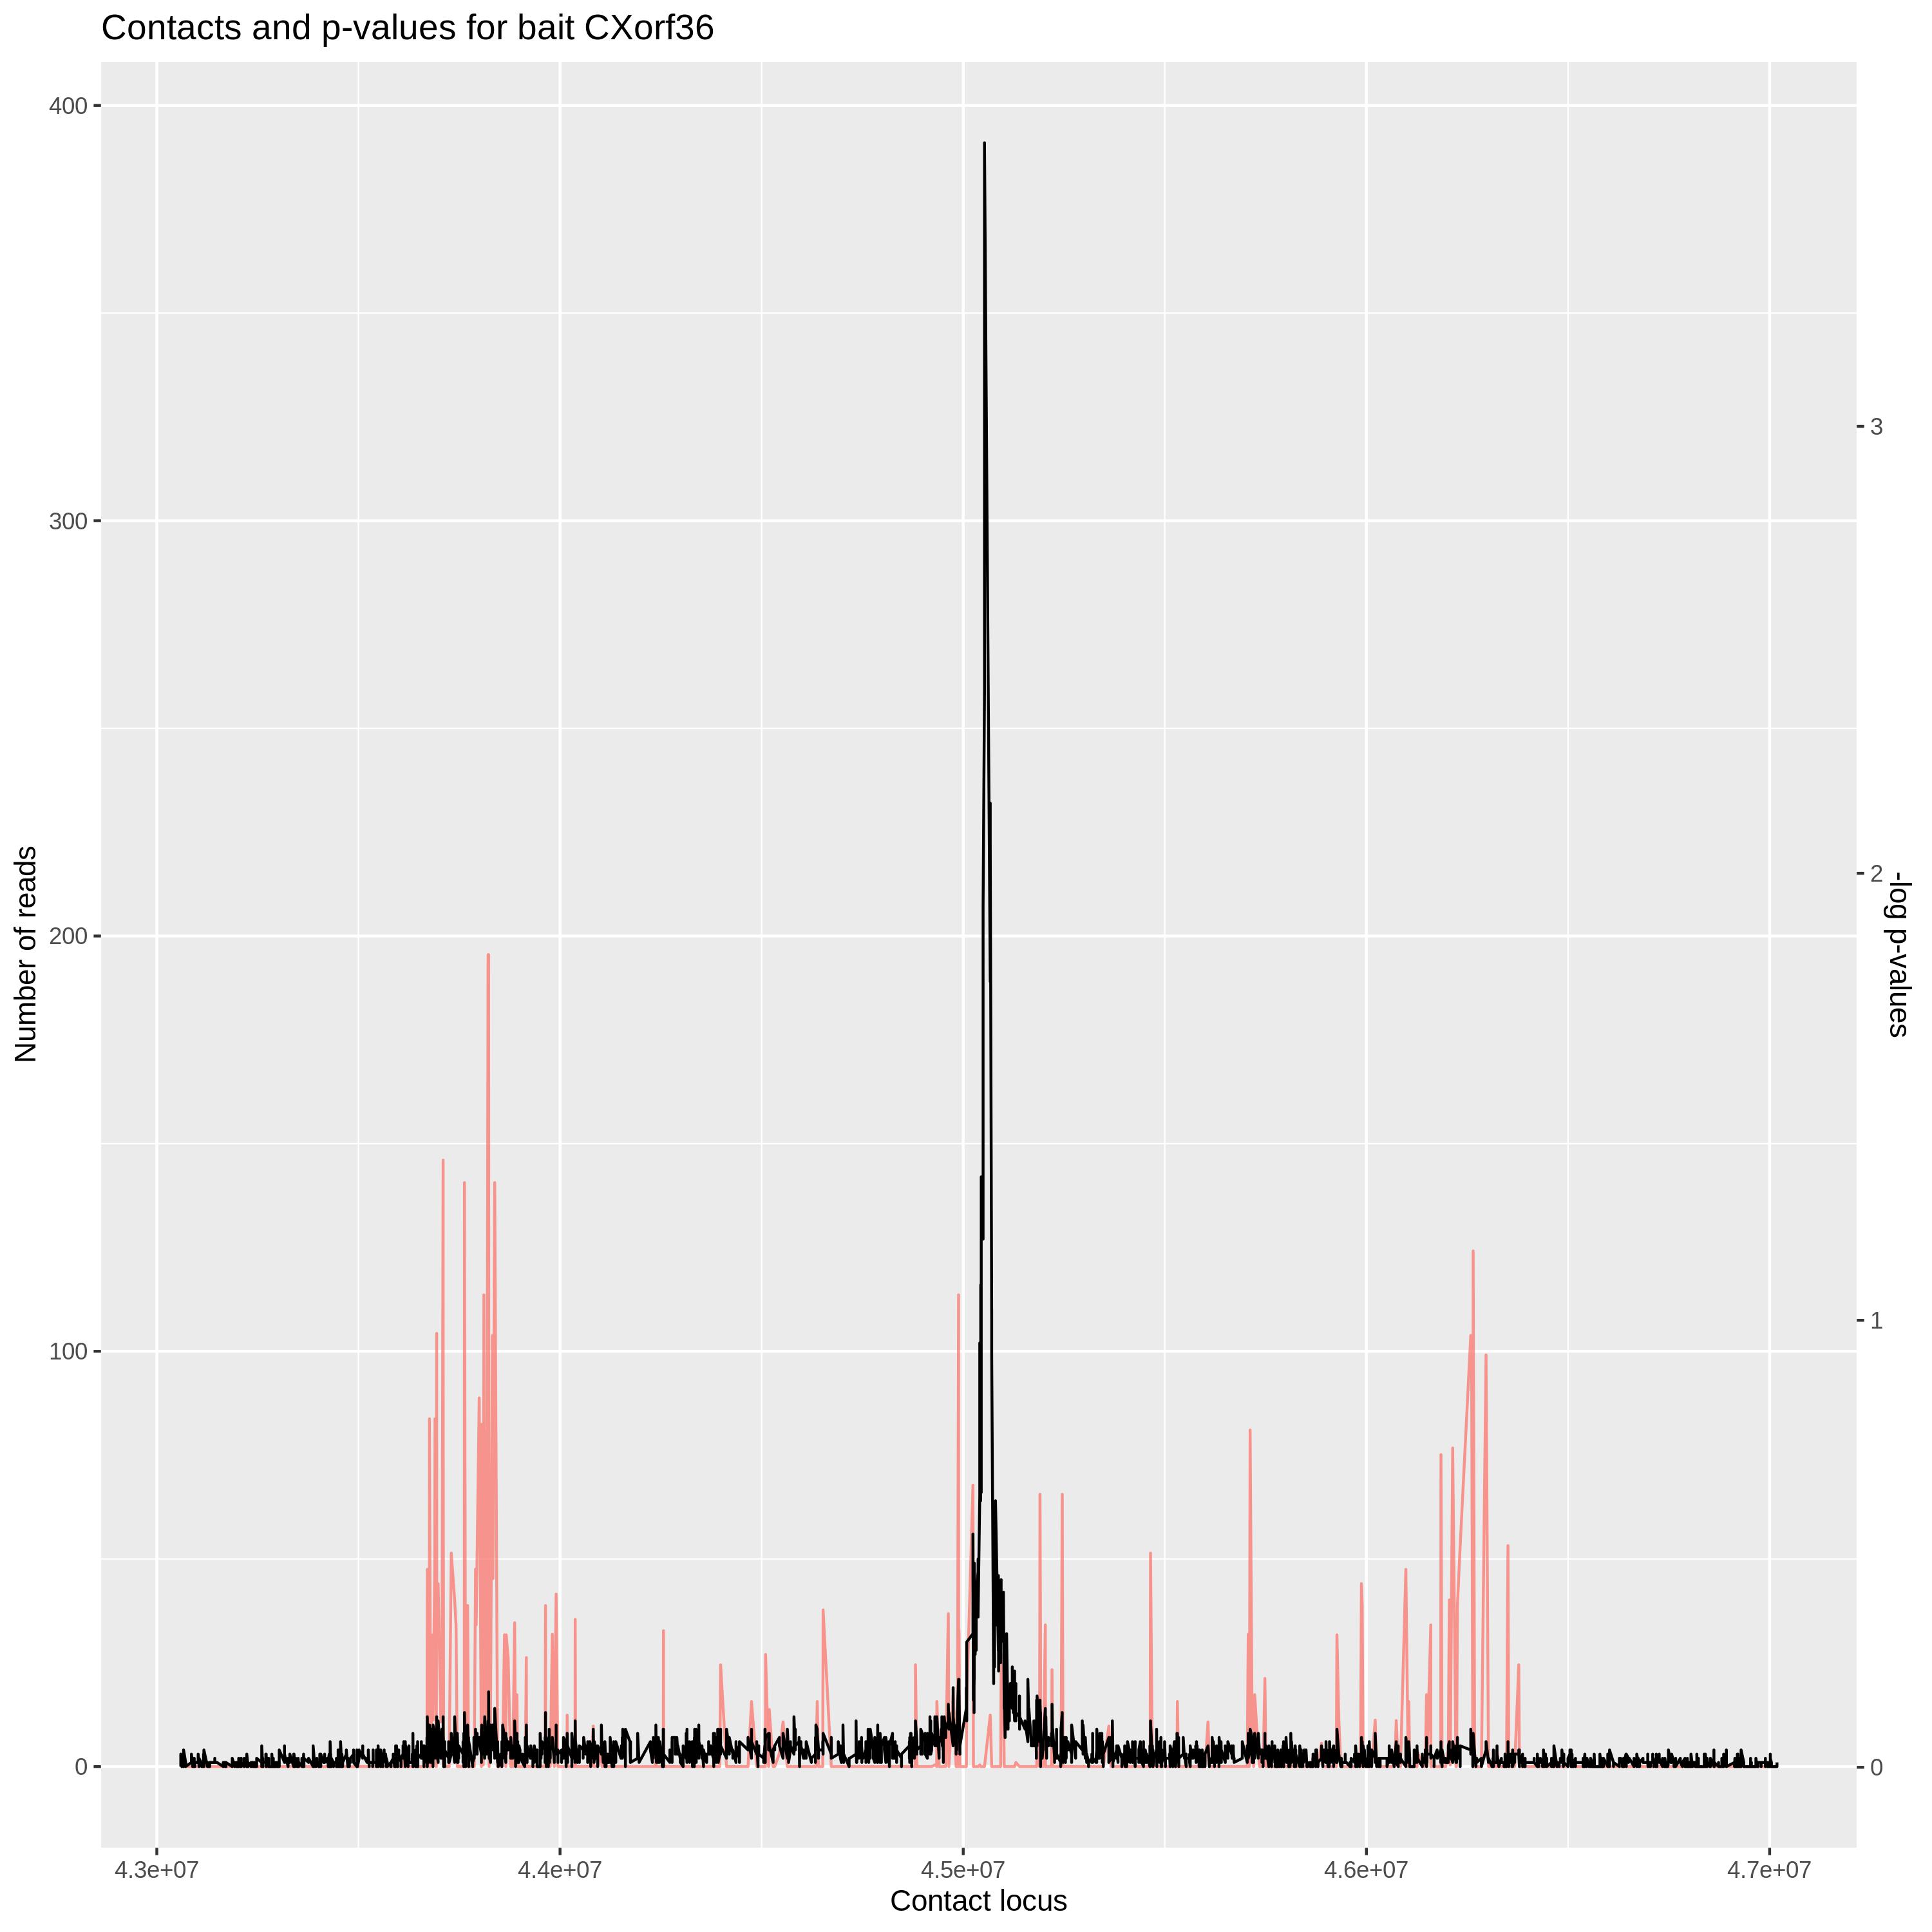 Contacts and p-values for bait CXorf36
400
300
200
100
0
Number of reads
3
2
1
0
-log p-values
4.3e+07 4.4e+07 4.5e+07 4.6e+07 4.7e+07
Contact locus